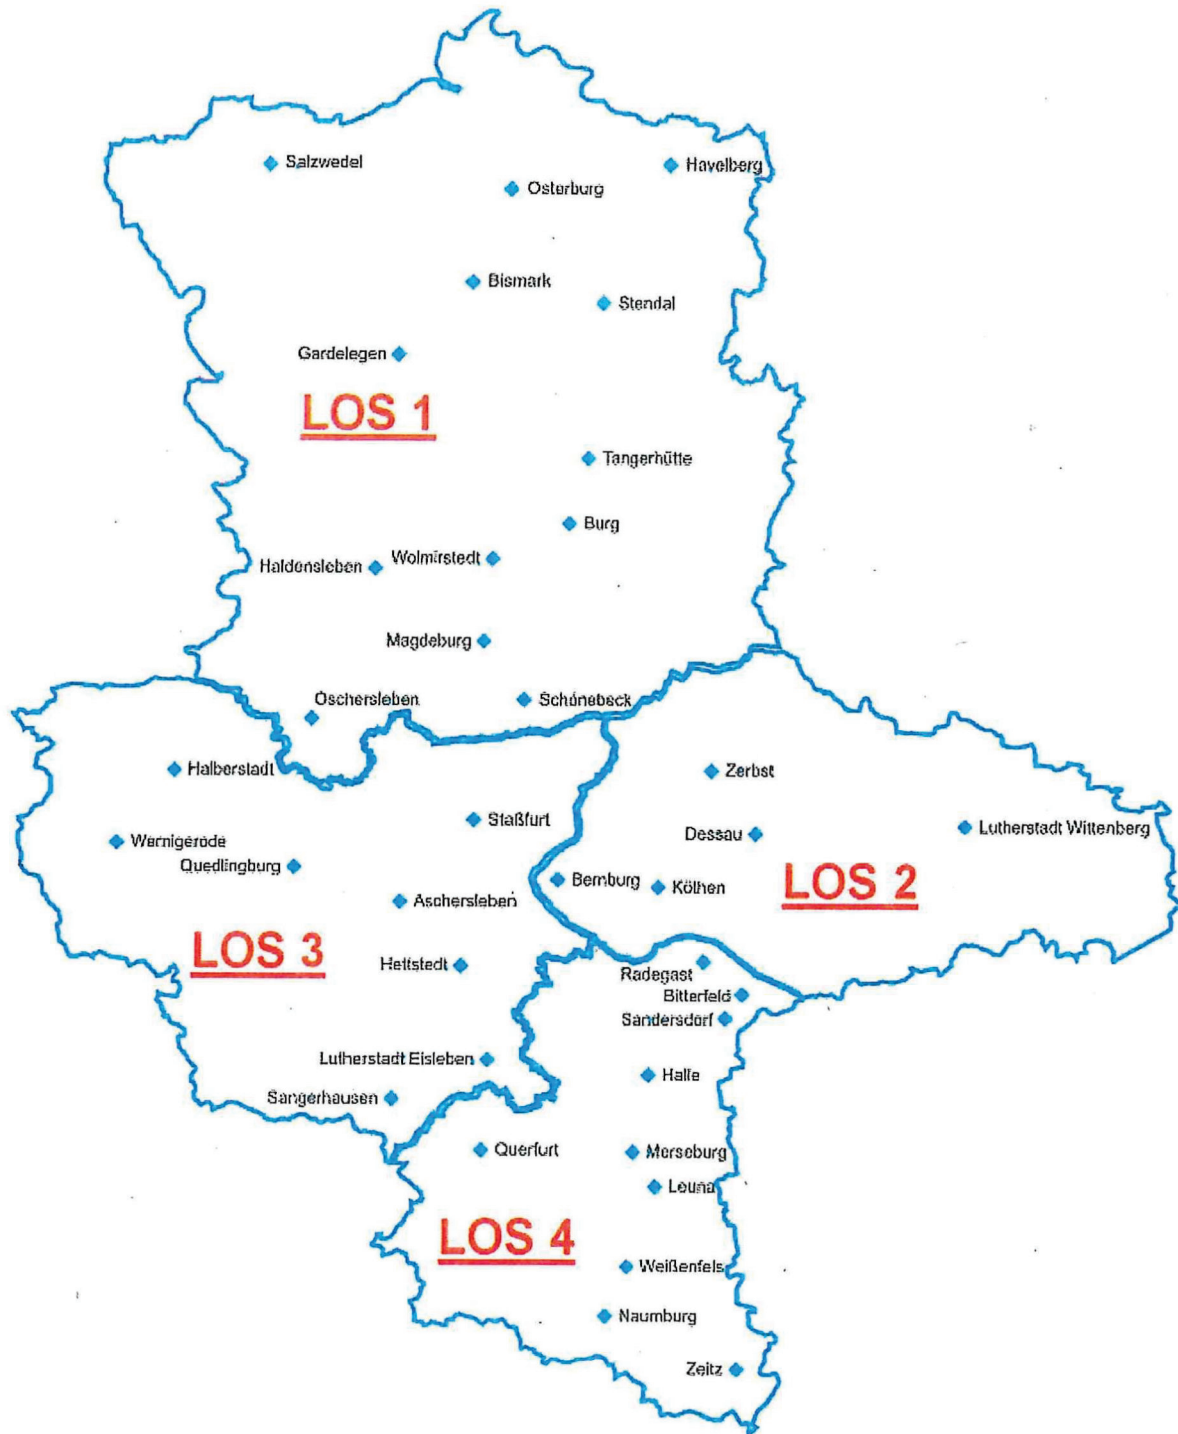 Salzwedel
Havelberg
Osterburg
Bismark
Stendal
Gardelegen
LOS 1
Tangerhütte
Burg
Wolmirstedt
Haldensleben
Magdeburg
Oschersleben
Schönebeck
Halberstadt
Zerbst
Staßfurt
Lutherstadt Wittenberg
Dessau
Wernigerode
Quedlingburg
Bernburg
Köthen
LOS 2
Aschersleben
LOS 3
Hettstedt
Radegast
Bitterfeld
Sandersdorf
Lutherstadt Eisleben
Halle
Sangerhausen
Querfurt
Merseburg
Leuna
LOS 4
Weißenfels
Naumburg
Zeitz